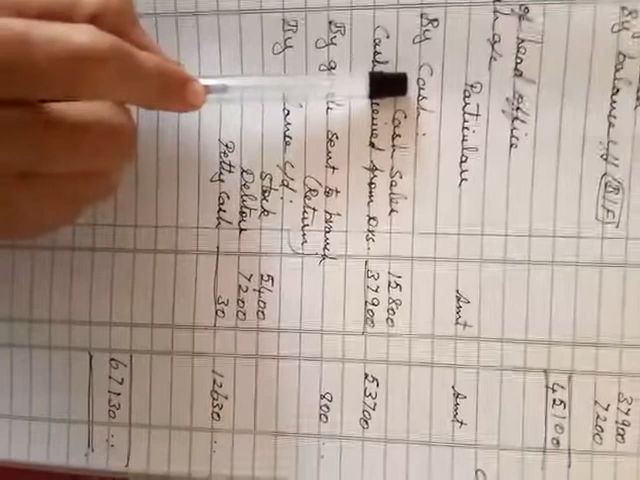 37900
By balance c/d (B/F) 7200
45100
of head office
Particulars Amt Amt
By Cash:
Cash Sales 15800
Cash received from Drs. 37900 53700
By goods sent to branch
(Return) 800
By balance c/d:
Stock 5400
Debtors 7200
Petty Cash 30 12630
67130